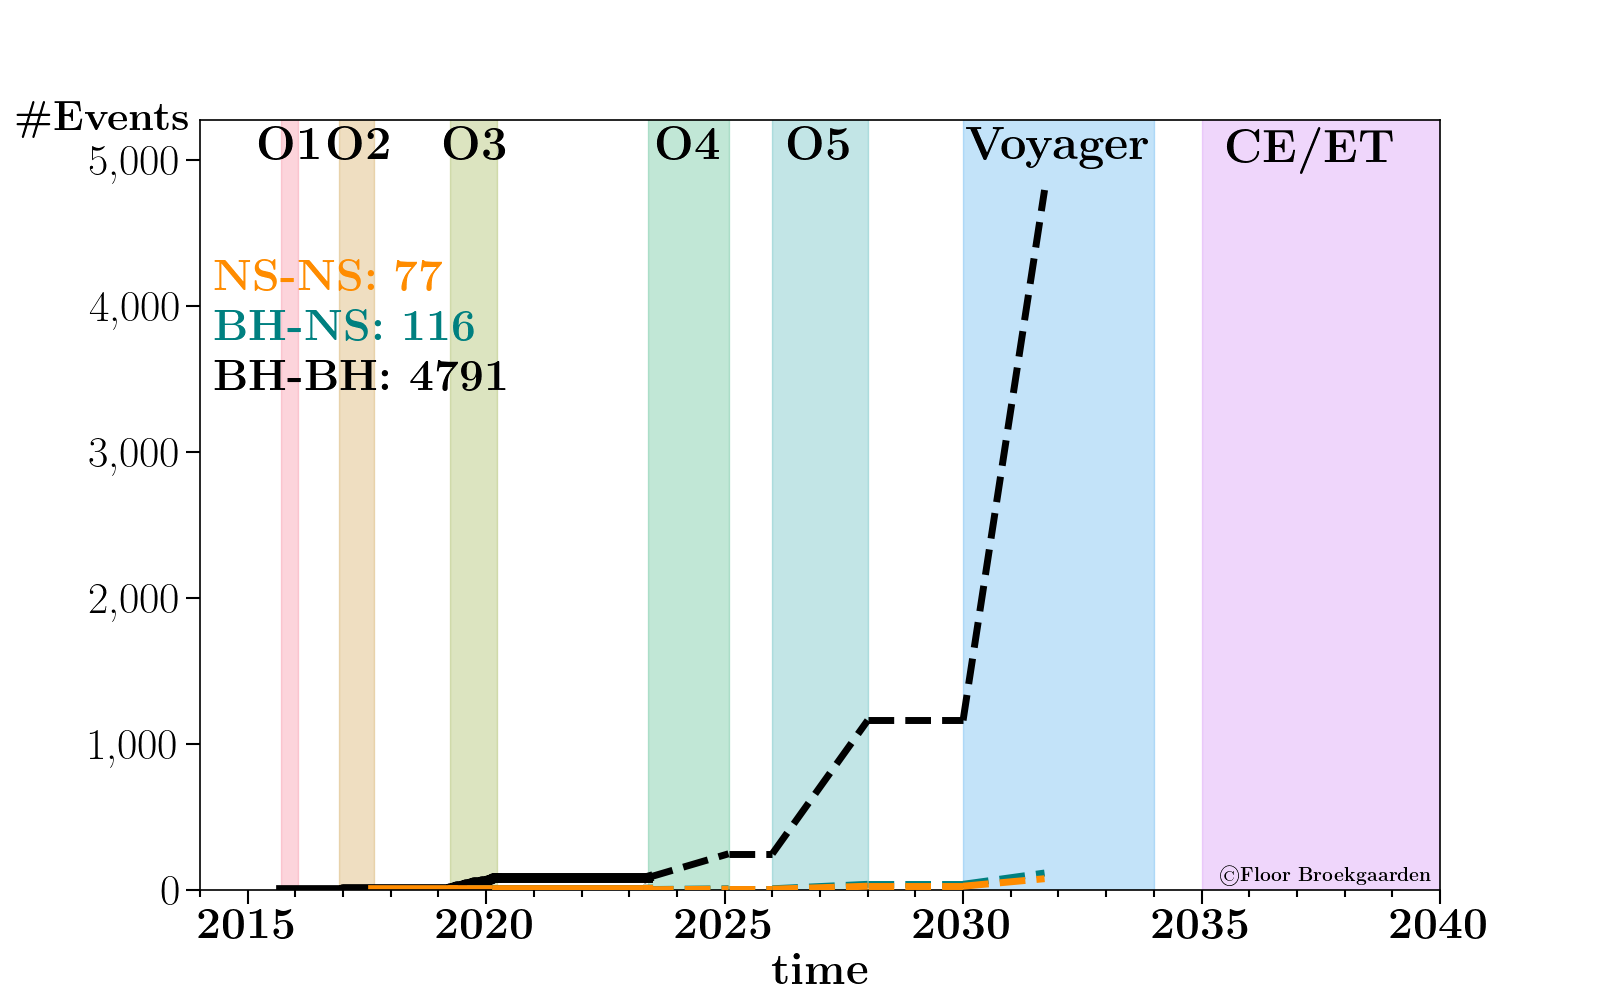 #Events
O1 O2 O3 O4 O5 Voyager CE/ET
5,000
NS-NS: 77
4,000
BH-NS: 116
BH-BH: 4791
3,000
2,000
1,000
©Floor Broekgaarden
0
2015 2020 2025 2030 2035 2040
time